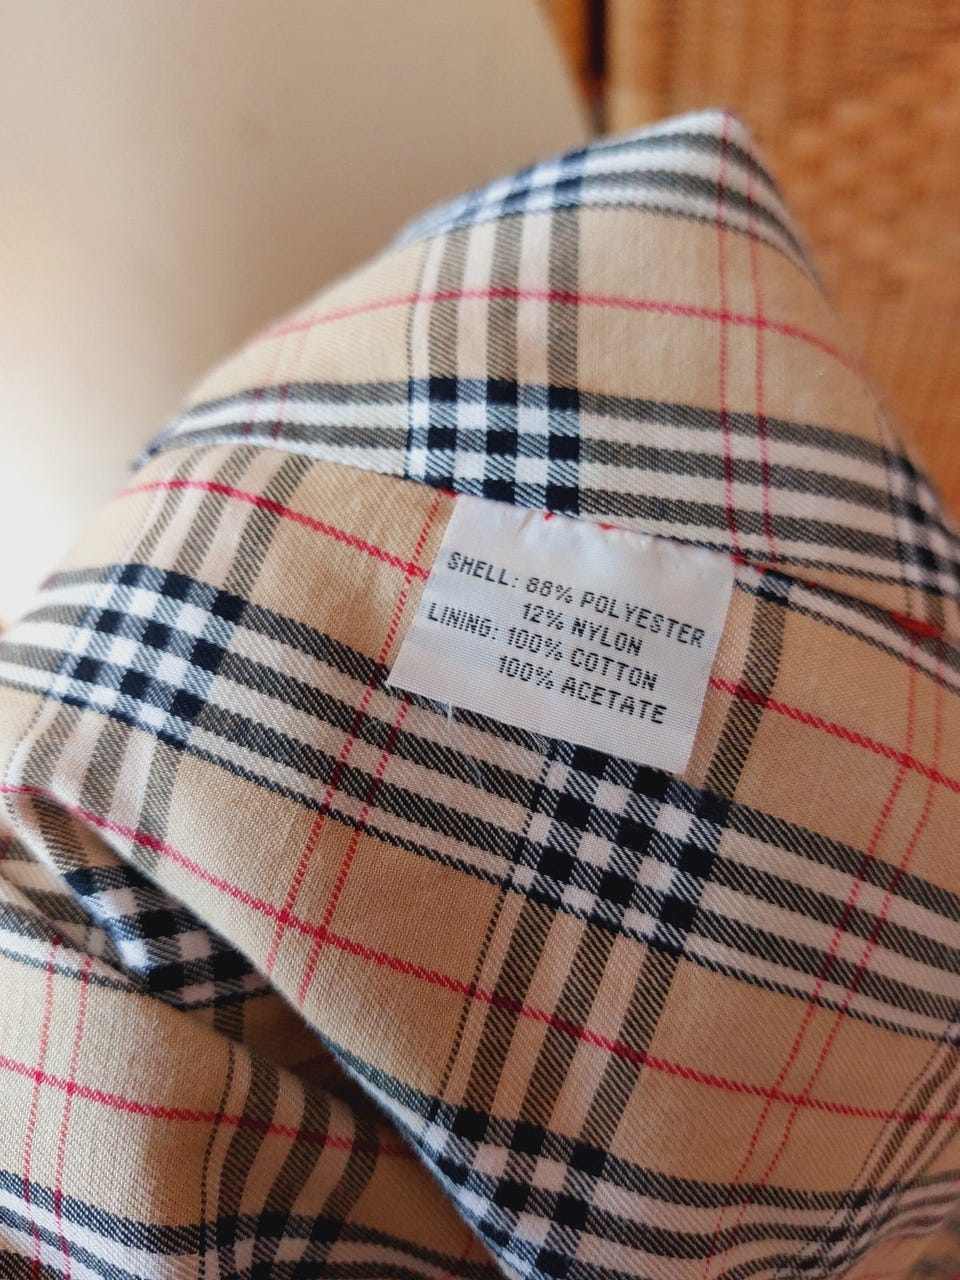 SHELL: 88% POLYESTER
12% NYLON
LINING: 100% COTTON
100% ACETATE